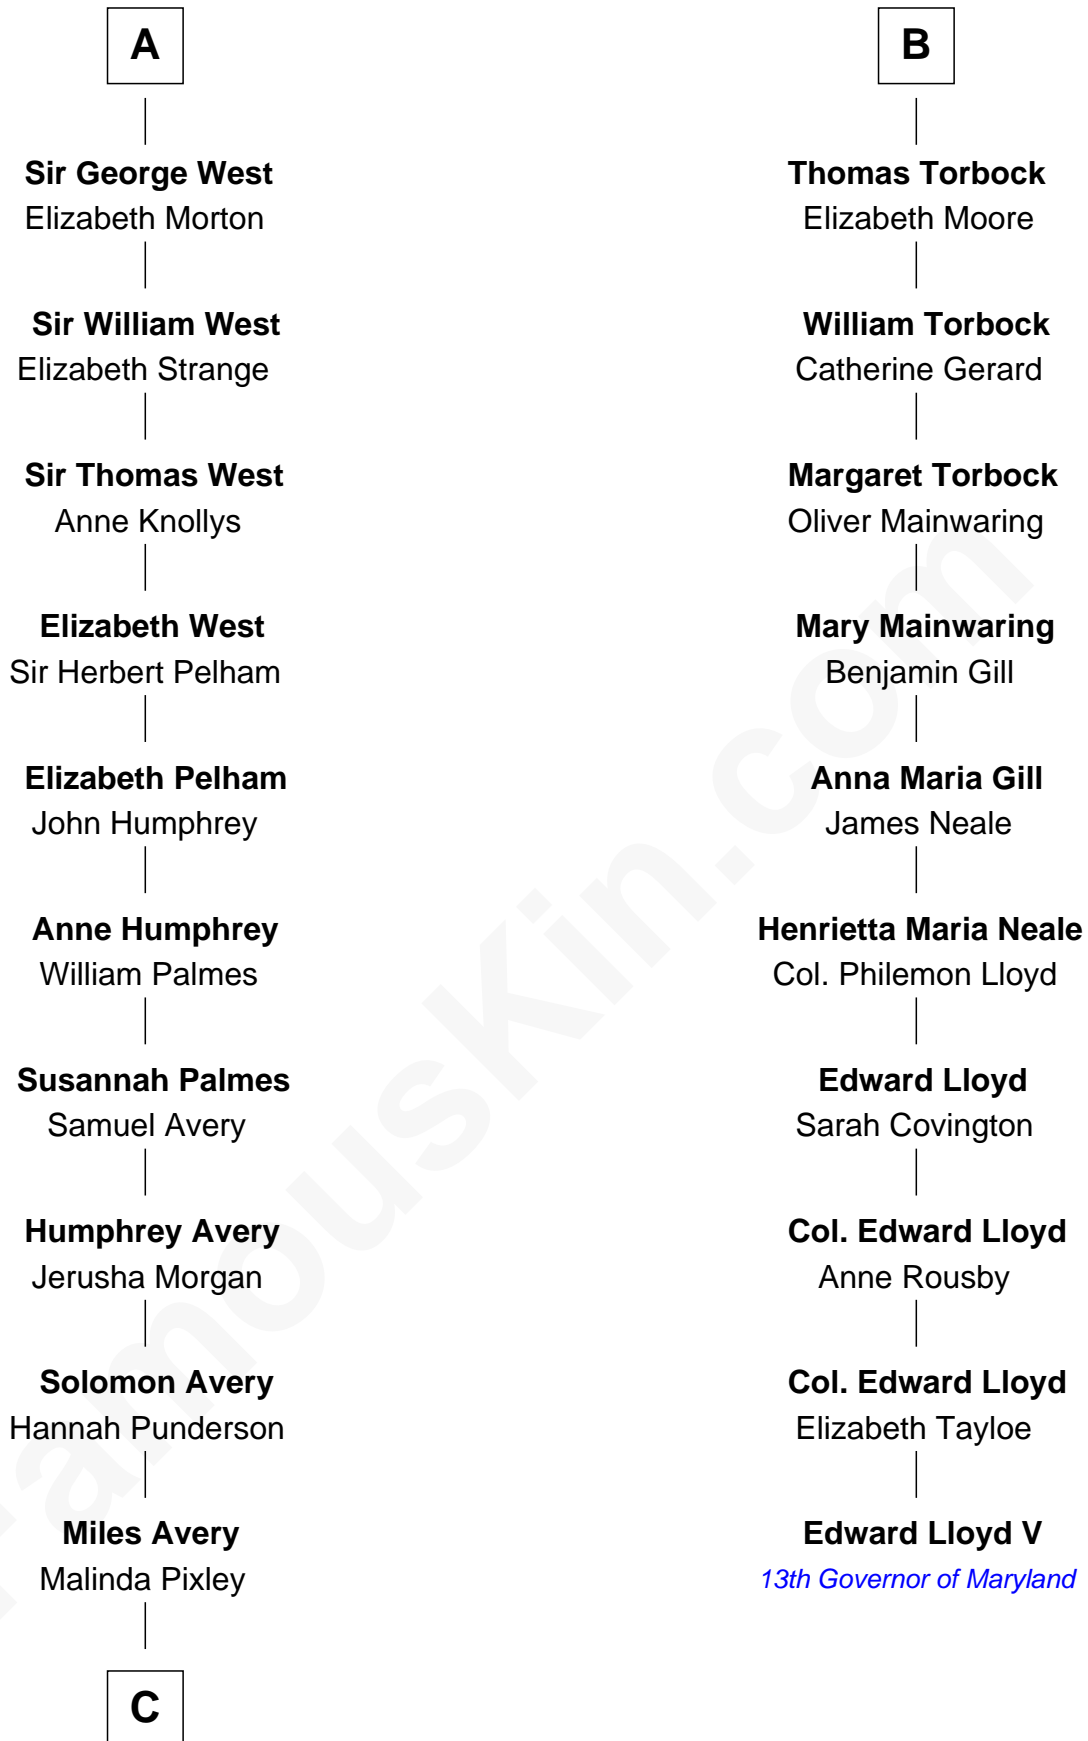 A
Sir George West
Elizabeth Morton
Sir William West
Elizabeth Strange
Sir Thomas West
Anne Knollys
Elizabeth West
Sir Herbert Pelham
Elizabeth Pelham
John Humphrey
Anne Humphrey
William Palmes
Susannah Palmes
Samuel Avery
Humphrey Avery
Jerusha Morgan
Solomon Avery
Hannah Punderson
Miles Avery
Malinda Pixley
C
B
Thomas Torbock
Elizabeth Moore
William Torbock
Catherine Gerard
Margaret Torbock
Oliver Mainwaring
Mary Mainwaring
Benjamin Gill
Anna Maria Gill
James Neale
Henrietta Maria Neale
Col. Philemon Lloyd
Edward Lloyd
Sarah Covington
Col. Edward Lloyd
Anne Rousby
Col. Edward Lloyd
Elizabeth Tayloe
Edward Lloyd V
13th Governor of Maryland
FamousKin.com